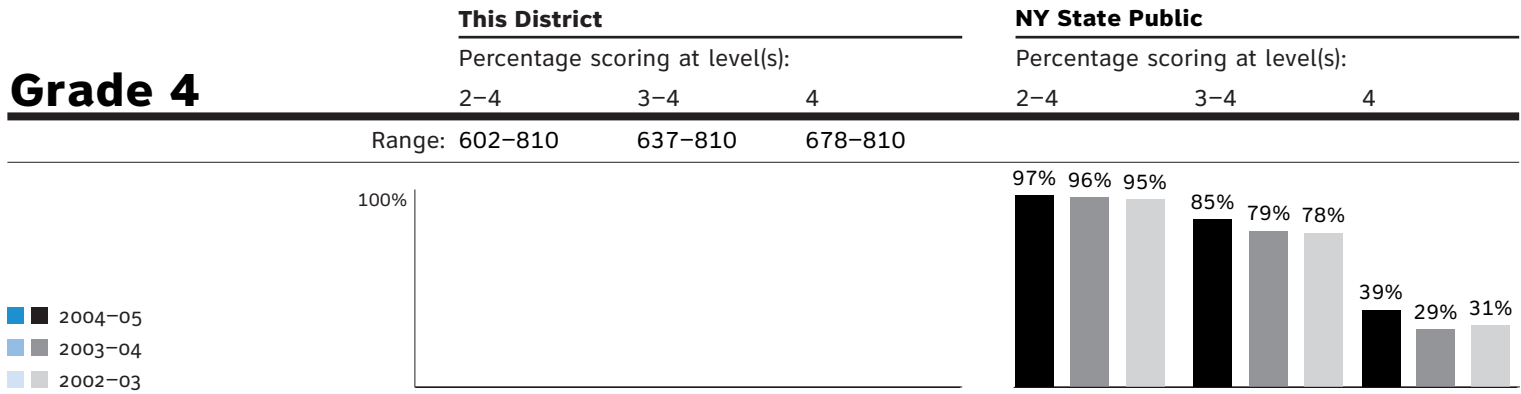 This District
NY State Public
Percentage scoring at level(s):
Percentage scoring at level(s):
Grade 4
2–4 3–4 4
2–4 3–4 4
Range: 602–810 637–810 678–810
100%
97% 96% 95% 85% 79% 78% 39% 29% 31%
2004–05
2003–04
2002–03